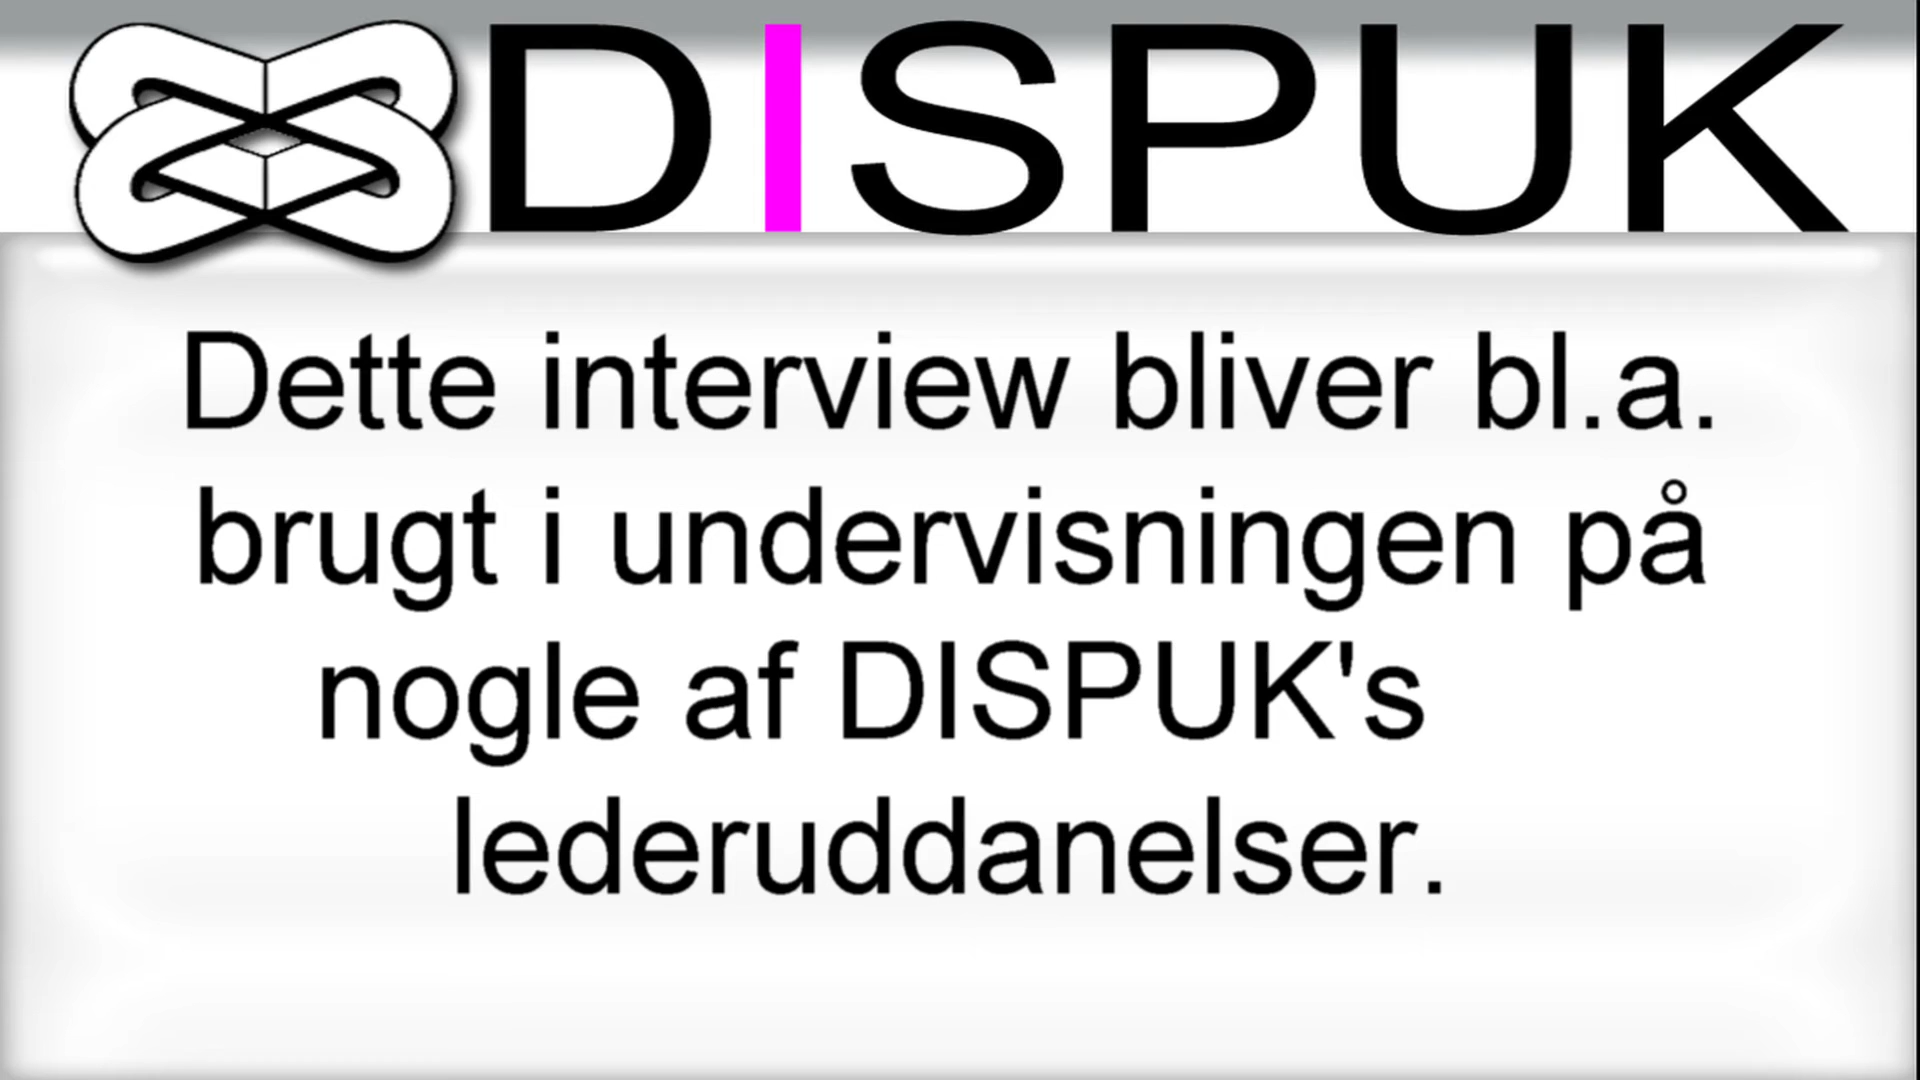 DISPUK
Dette interview bliver bl.a.
brugt i undervisningen på
nogle af DISPUK's
lederuddanelser.